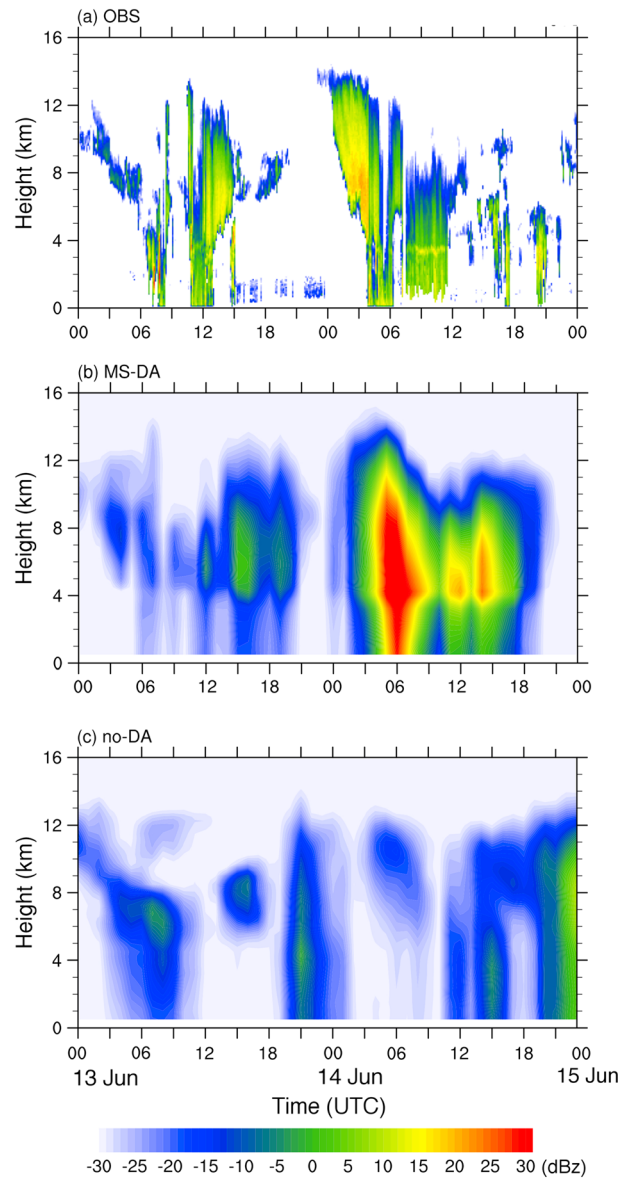 (a) OBS
16
12
8
4
0
Height (km)
00 06 12 18 00 06 12 18 00
(b) MS-DA
16
12
8
4
0
Height (km)
00 06 12 18 00 06 12 18 00
(c) no-DA
16
12
8
4
0
Height (km)
00 06 12 18 00 06 12 18 00
13 Jun 14 Jun 15 Jun
Time (UTC)
-30 -25 -20 -15 -10 -5 0 5 10 15 20 25 30 (dBz)